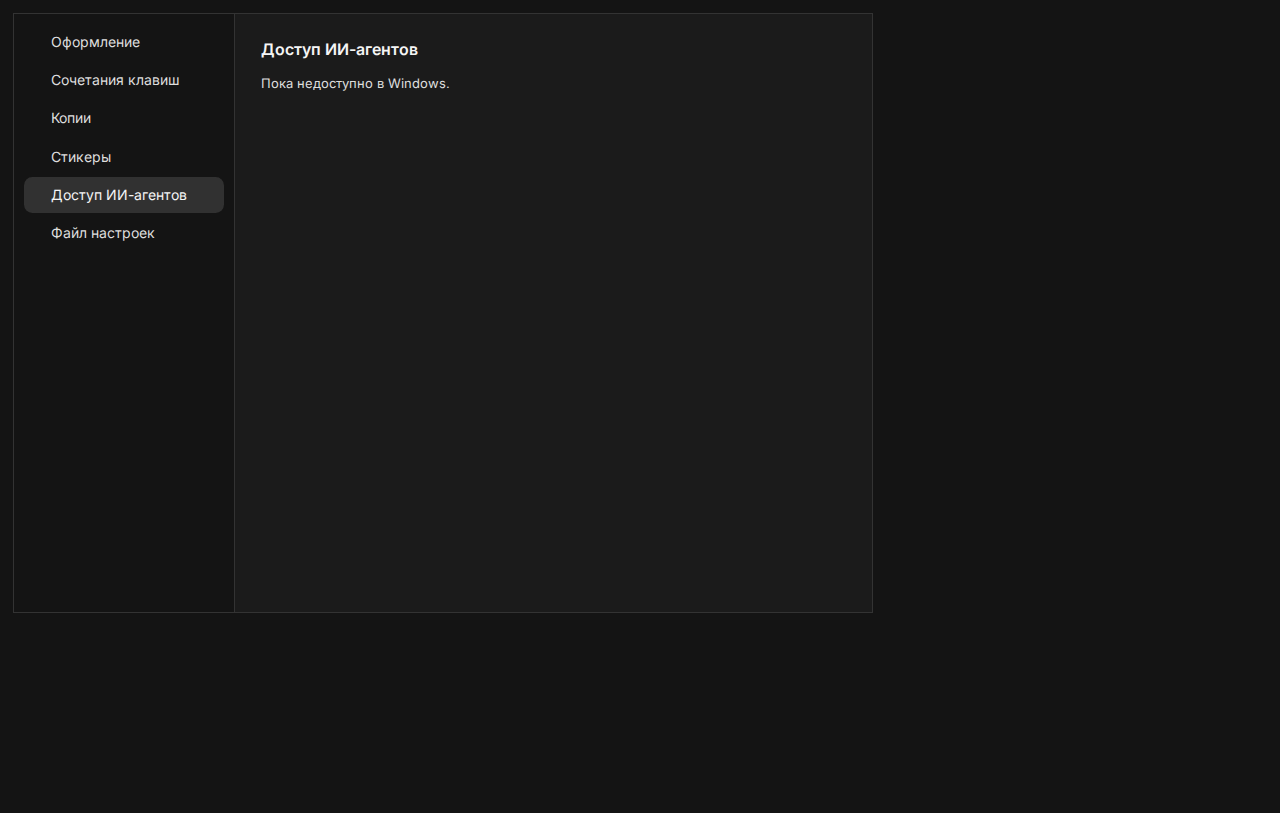 Оформление
Сочетания клавиш
Копии
Стикеры
Доступ ИИ-агентов
Файл настроек
Доступ ИИ-агентов
Пока недоступно в Windows.